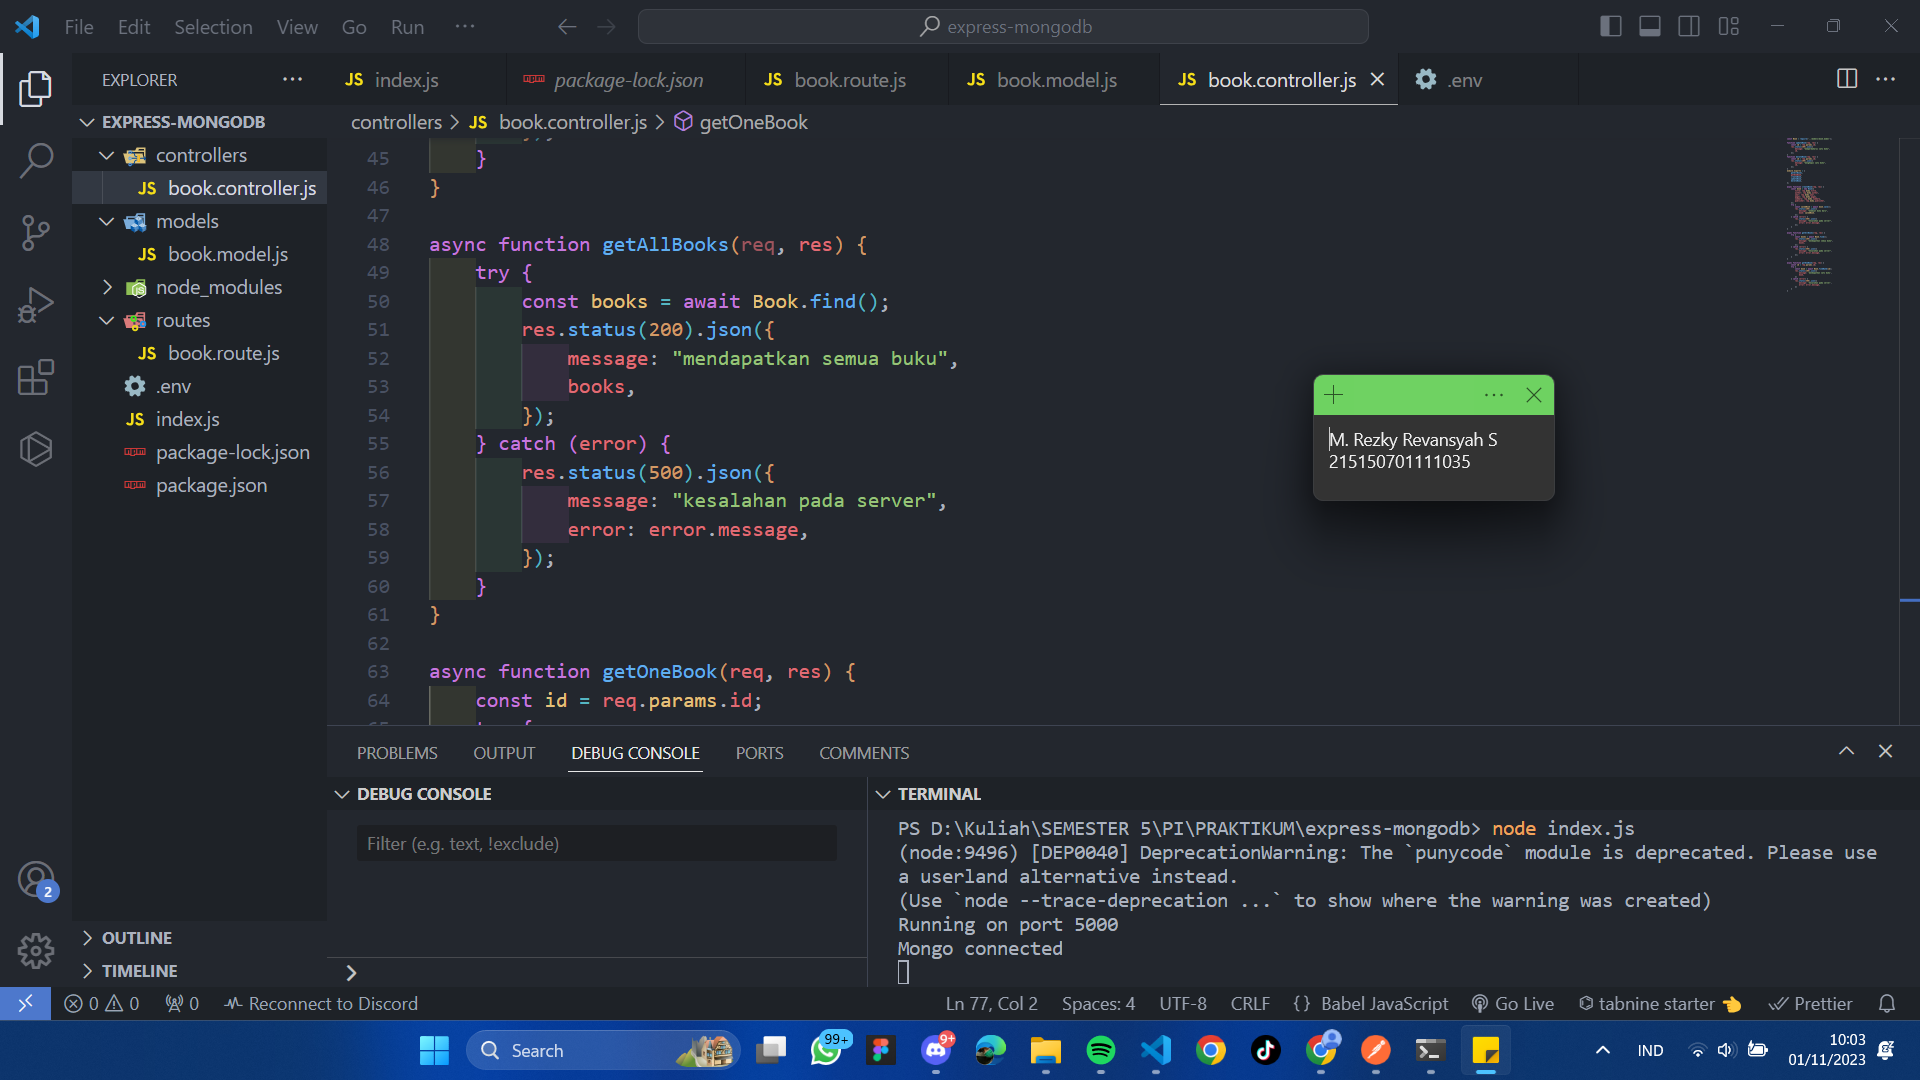 File Edit Selection View Go Run ···
express-mongodb
EXPLORER ···
JS index.js
package-lock.json
JS book.route.js
JS book.model.js
JS book.controller.js
.env
EXPRESS-MONGODB
controllers
JS book.controller.js
models
JS book.model.js
node_modules
routes
JS book.route.js
.env
JS index.js
package-lock.json
package.json
OUTLINE
TIMELINE
controllers > JS book.controller.js > getOneBook
45 }
46 }
47
48 async function getAllBooks(req, res) {
49 try {
50 const books = await Book.find();
51 res.status(200).json({
52 message: "mendapatkan semua buku",
53 books,
54 });
55 } catch (error) {
56 res.status(500).json({
57 message: "kesalahan pada server",
58 error: error.message,
59 });
60 }
61 }
62
63 async function getOneBook(req, res) {
64 const id = req.params.id;
M. Rezky Revansyah S
215150701111035
PROBLEMS OUTPUT DEBUG CONSOLE PORTS COMMENTS
DEBUG CONSOLE
Filter (e.g. text, !exclude)
TERMINAL
PS D:\Kuliah\SEMESTER 5\PI\PRAKTIKUM\express-mongodb> node index.js
(node:9496) [DEP0040] DeprecationWarning: The `punycode` module is deprecated. Please use
a userland alternative instead.
(Use `node --trace-deprecation ...` to show where the warning was created)
Running on port 5000
Mongo connected
2
0 0 0 Reconnect to Discord Ln 77, Col 2 Spaces: 4 UTF-8 CRLF {} Babel JavaScript Go Live tabnine starter Prettier
Search
99+
9+
IND
10:03
01/11/2023